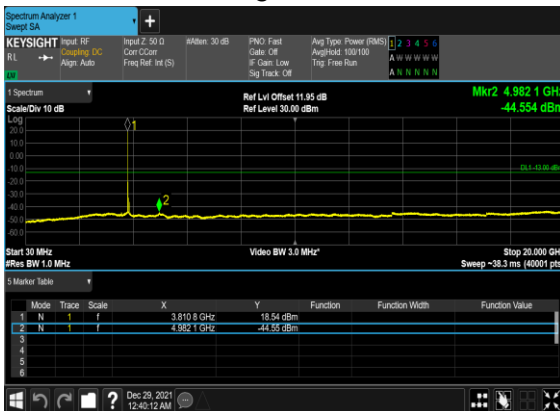 Spectrum Analyzer 1
Swept SA
+
KEYSIGHT Input: RF Input Z: 50 Ω #Atten: 30 dB PNO: Fast Avg Type: Power (RMS) 1 2 3 4 5 6
RL Coupling: DC Corr CCorr Gate: Off Avg|Hold: 100/100 A W W W W W
Align: Auto Freq Ref: Int (S) IF Gain: Low Trig: Free Run
Sig Track: Off A N N N N N
1 Spectrum Ref Lvl Offset 11.95 dB Mkr2 4.982 1 GHz
Scale/Div 10 dB Ref Level 30.00 dBm -44.554 dBm
Log
20.0 1
10.0
0.00
-10.0 DL1 -13.00 dBm
-20.0
-30.0
-40.0 2
-50.0
-60.0
Start 30 MHz Video BW 3.0 MHz* Stop 20.000 GH
#Res BW 1.0 MHz Sweep ~38.3 ms (40001 pts
5 Marker Table
Mode Trace Scale X Y Function Function Width Function Value
1 N 1 f 3.810 8 GHz 18.54 dBm
2 N 1 f 4.982 1 GHz -44.55 dBm
3
4
5
6
? Dec 29, 2021
12:40:12 AM